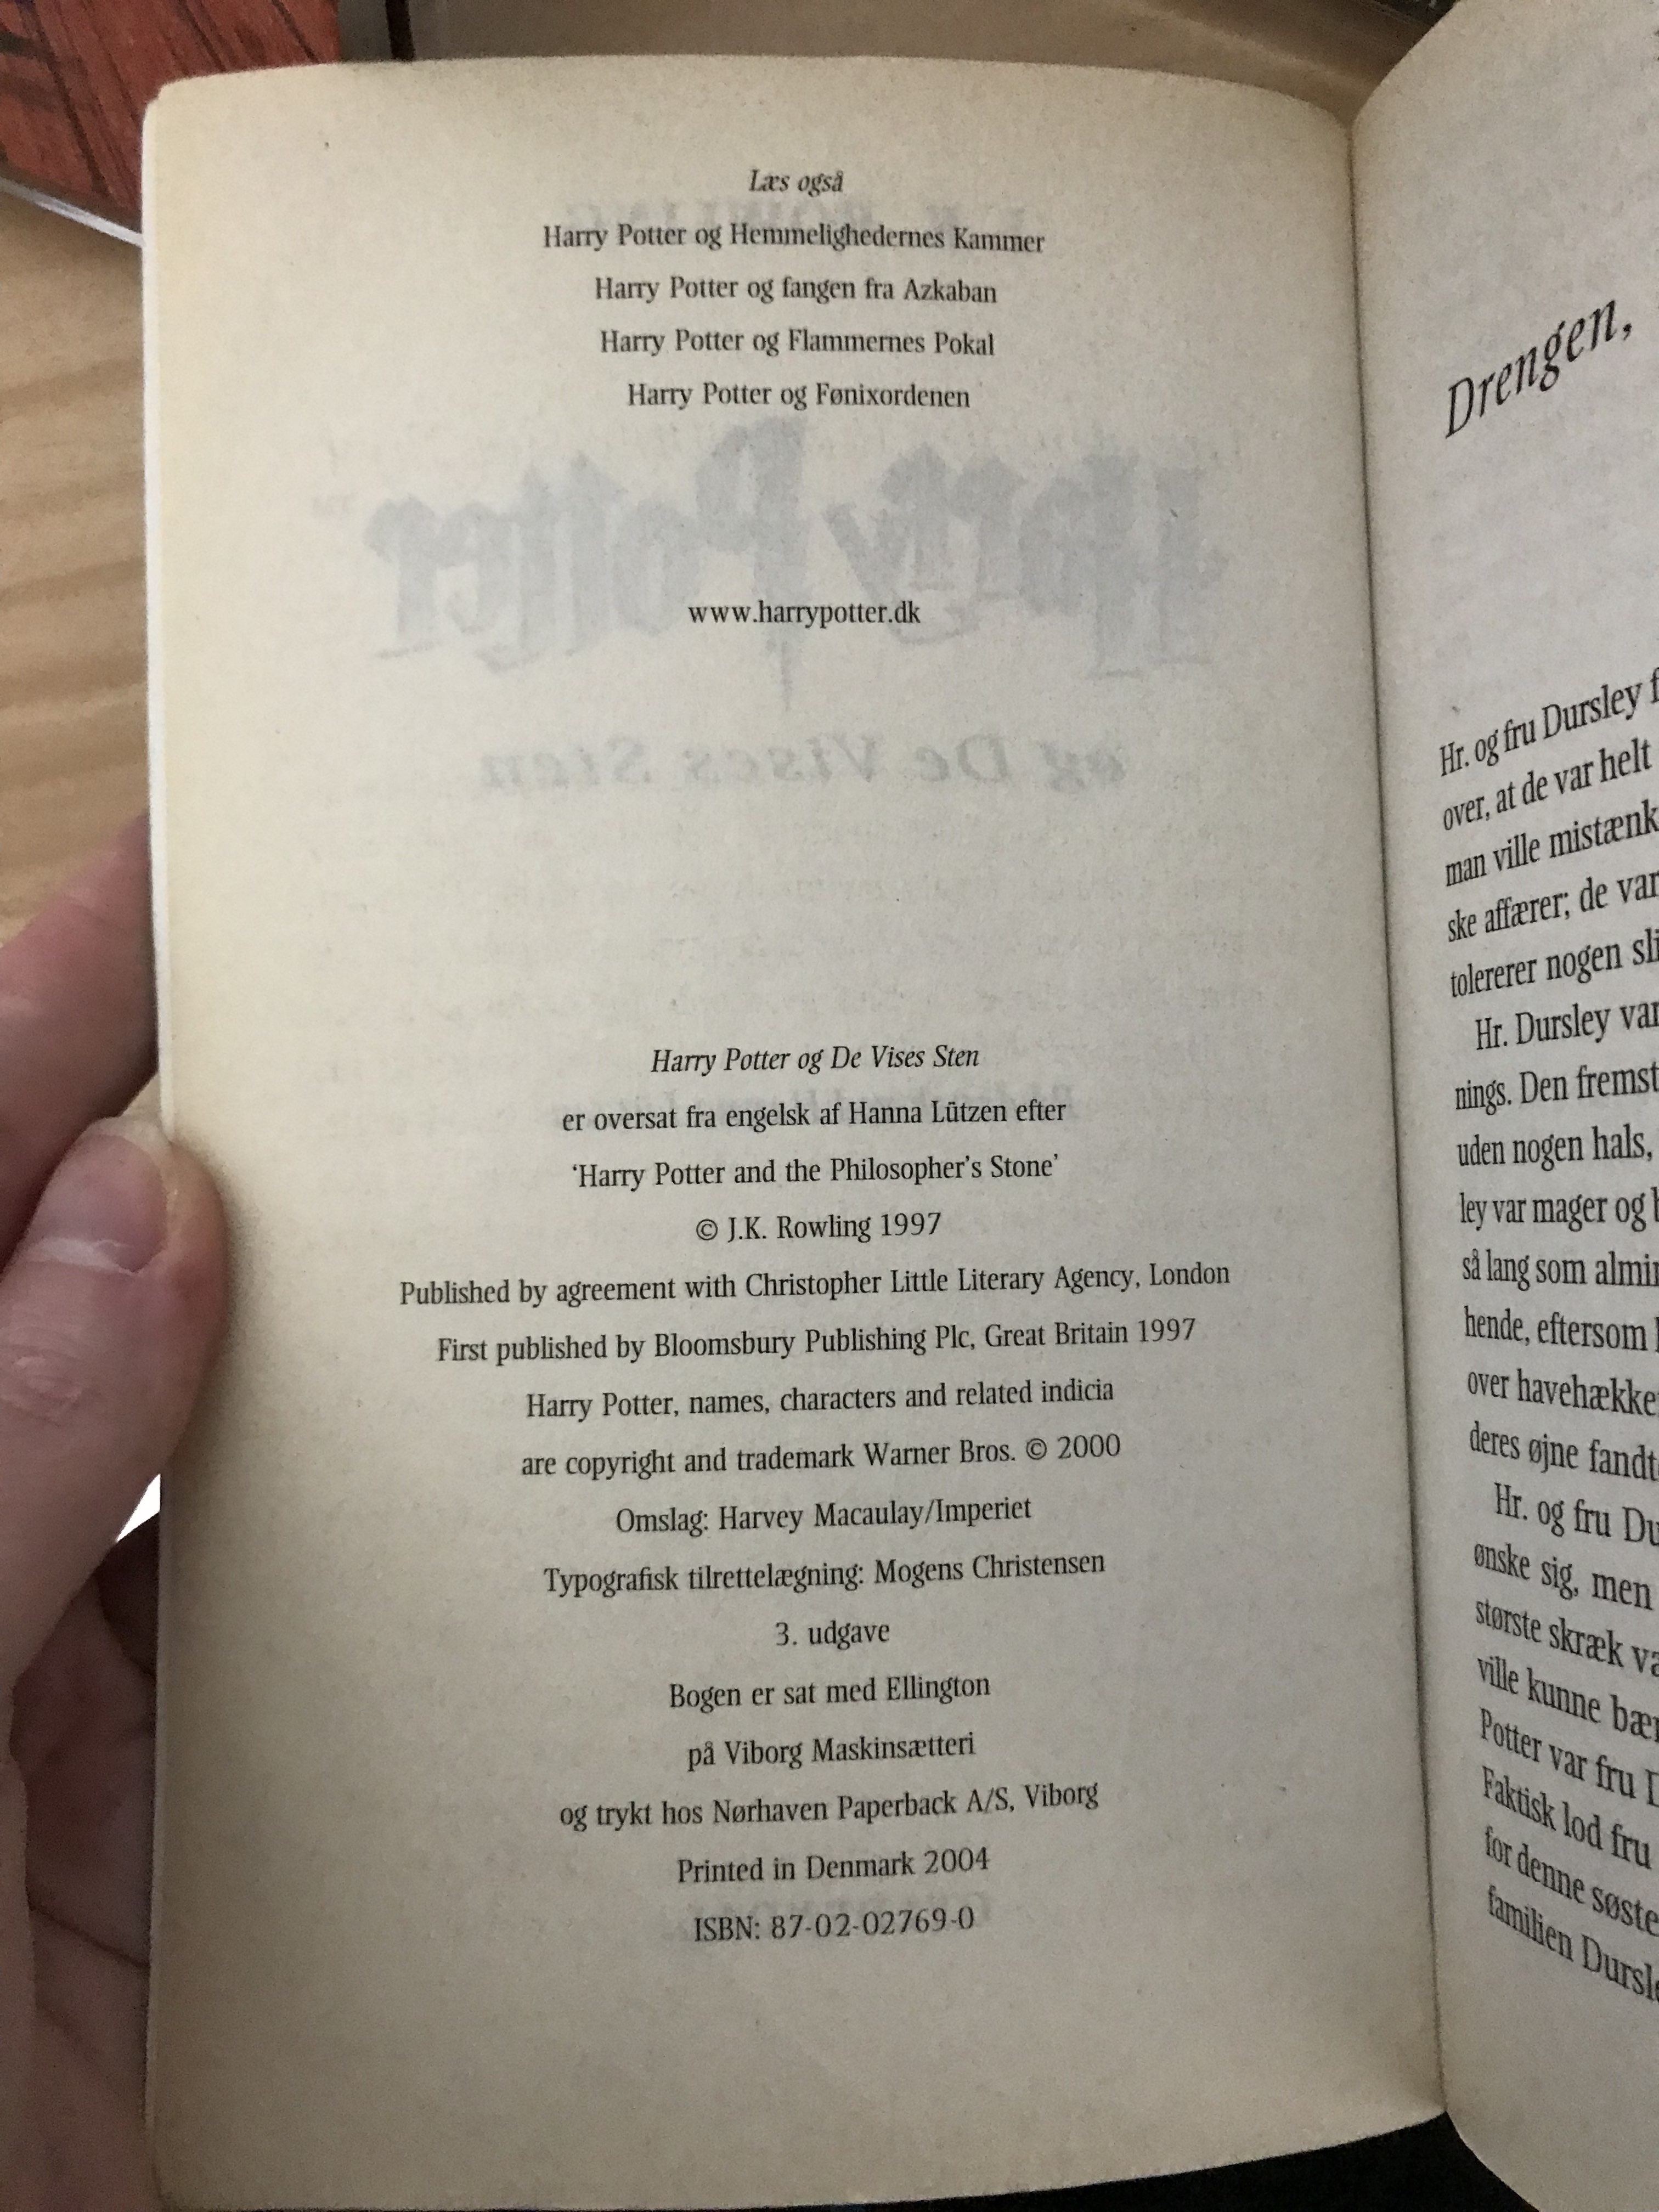 Læs også
Harry Potter og Hemmelighedernes Kammer
Harry Potter og fangen fra Azkaban
Harry Potter og Flammernes Pokal
Harry Potter og Fønixordenen
www.harrypotter.dk
Harry Potter og De Vises Sten
er oversat fra engelsk af Hanna Lützen efter
‘Harry Potter and the Philosopher’s Stone’
© J.K. Rowling 1997
Published by agreement with Christopher Little Literary Agency, London
First published by Bloomsbury Publishing Plc, Great Britain 1997
Harry Potter, names, characters and related indicia
are copyright and trademark Warner Bros. © 2000
Omslag: Harvey Macaulay/Imperiet
Typografisk tilrettelægning: Mogens Christensen
3. udgave
Bogen er sat med Ellington
på Viborg Maskinsætteri
og trykt hos Nørhaven Paperback A/S, Viborg
Printed in Denmark 2004
ISBN: 87-02-02769-0
Drengen,
Hr. og fru Dursley
over, at de var helt
man ville
ske affærer; de var
tolererer nogen
Hr. Dursley var
nings. Den
uden nogen hals,
ley var mager og
så lang som
hende, eftersom
over
deres øjne
Hr. og fru
ønske sig, men
største skræk
ville kunne
Potter var fru
Faktisk lod fru
for denne
familien